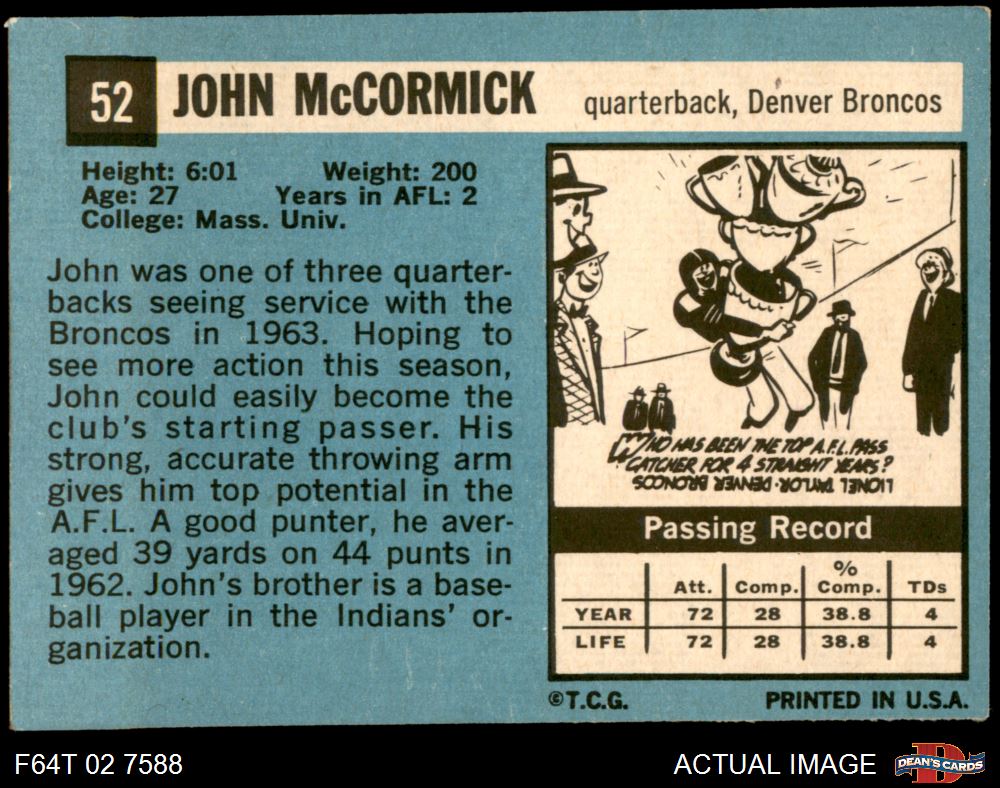 52 JOHN McCORMICK quarterback, Denver Broncos
Height: 6:01 Weight: 200
Age: 27 Years in AFL: 2
College: Mass. Univ.
John was one of three quarter-
backs seeing service with the
Broncos in 1963. Hoping to
see more action this season,
John could easily become the
club's starting passer. His
strong, accurate throwing arm
gives him top potential in the
A.F.L. A good punter, he aver-
aged 39 yards on 44 punts in
1962. John's brother is a base-
ball player in the Indians' or-
ganization.
WHO HAS BEEN THE TOP A.F.L. PASS
CATCHER FOR 4 STRAIGHT YEARS?
LIONEL TAYLOR - DENVER BRONCOS
Passing Record
Att. Comp. % Comp. TDs
YEAR 72 28 38.8 4
LIFE 72 28 38.8 4
©T.C.G. PRINTED IN U.S.A.
F64T 02 7588 ACTUAL IMAGE D DEAN'S CARDS